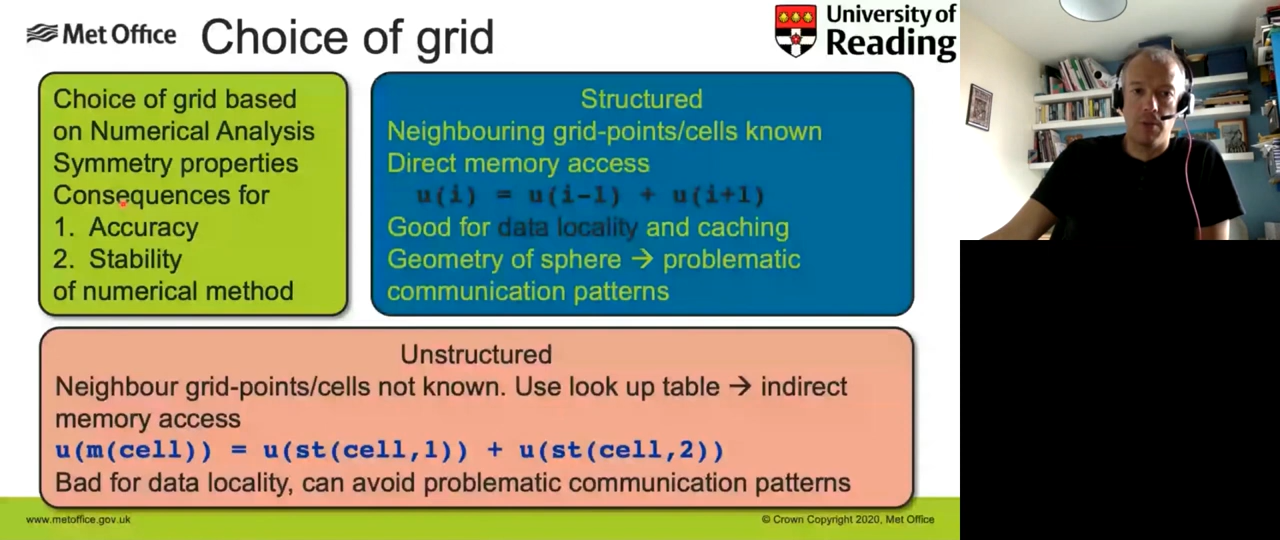 Met Office
Choice of grid
University of
Reading
Choice of grid based
on Numerical Analysis
Symmetry properties
Consequences for
1. Accuracy
2. Stability
of numerical method
Structured
Neighbouring grid-points/cells known
Direct memory access
u(i) = u(i-1) + u(i+1)
Good for data locality and caching
Geometry of sphere → problematic
communication patterns
Unstructured
Neighbour grid-points/cells not known. Use look up table → indirect
memory access
u(m(cell)) = u(st(cell,1)) + u(st(cell,2))
Bad for data locality, can avoid problematic communication patterns
www.metoffice.gov.uk
© Crown Copyright 2020, Met Office